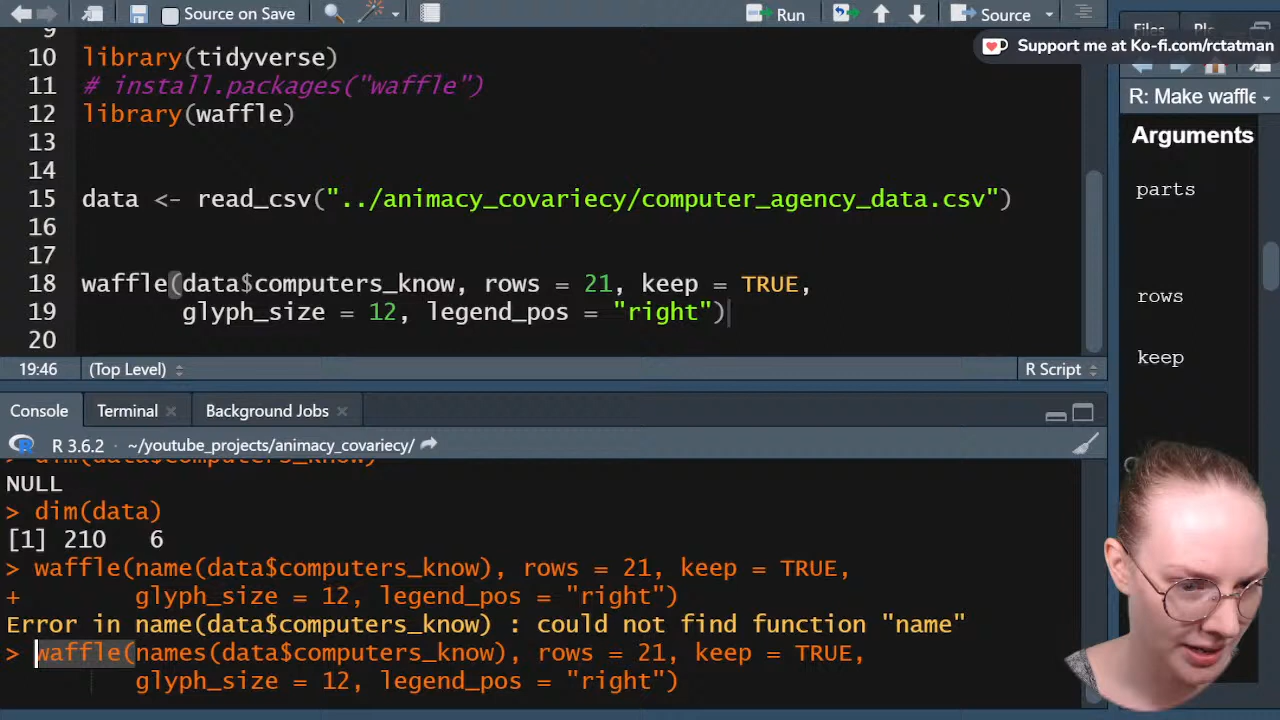 Source on Save
Run
Source
Files
Support me at Ko-fi.com/rctatman
9
10 library(tidyverse)
11 # install.packages("waffle")
12 library(waffle)
13
14
15 data <- read_csv("../animacy_covariecy/computer_agency_data.csv")
16
17
18 waffle(data$computers_know, rows = 21, keep = TRUE,
19 glyph_size = 12, legend_pos = "right")
20
19:46 (Top Level) R Script
R: Make waffle
Arguments
parts
rows
keep
Console Terminal Background Jobs
R 3.6.2 · ~/youtube_projects/animacy_covariecy/
> dim(data$computers_know)
NULL
> dim(data)
[1] 210 6
> waffle(name(data$computers_know), rows = 21, keep = TRUE,
+ glyph_size = 12, legend_pos = "right")
Error in name(data$computers_know) : could not find function "name"
> waffle(names(data$computers_know), rows = 21, keep = TRUE,
glyph_size = 12, legend_pos = "right")